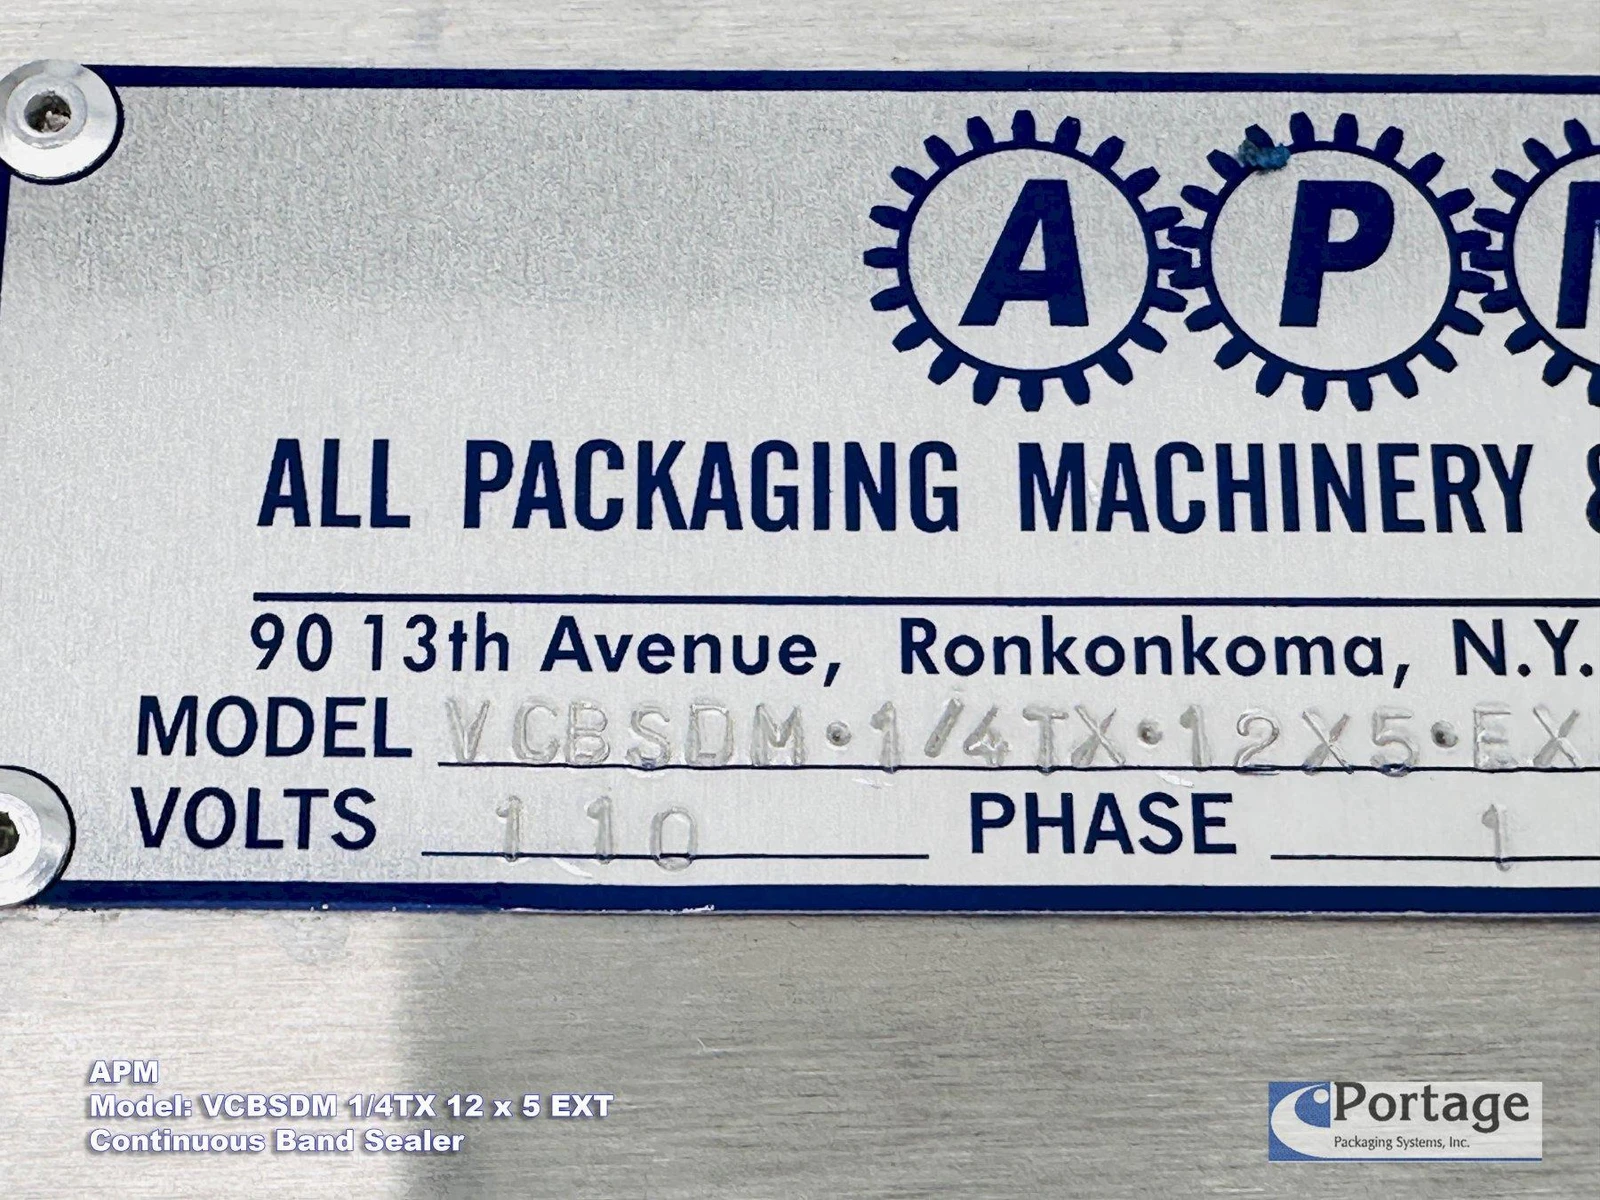 A P
ALL PACKAGING MACHINERY &
90 13th Avenue, Ronkonkoma, N.Y.
MODEL VCBSDM·1/4TX·12X5·EX
VOLTS 110 PHASE 1
APM
Model: VCBSDM 1/4TX 12 x 5 EXT
Continuous Band Sealer
Portage
Packaging Systems, Inc.